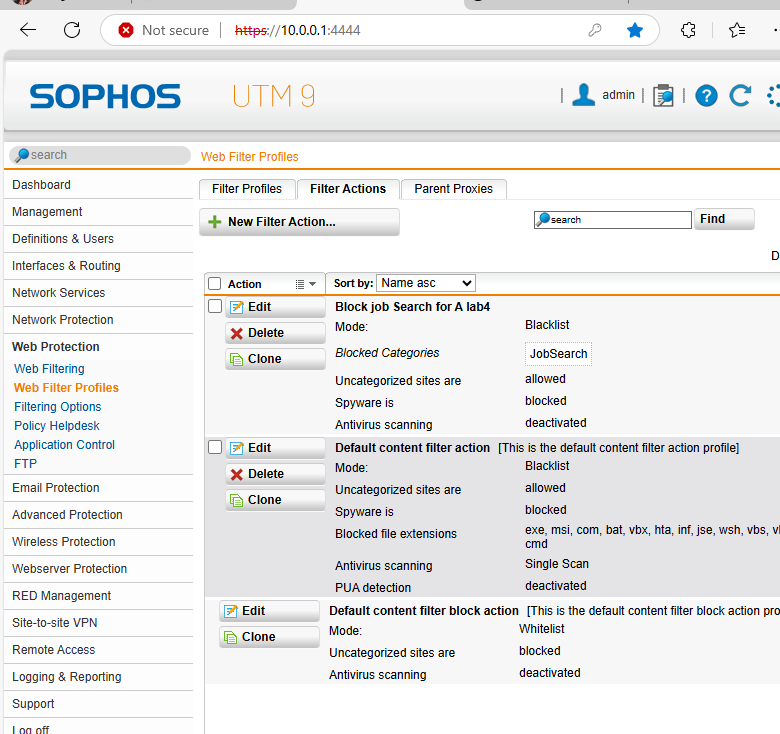 Not secure https://10.0.0.1:4444
SOPHOS UTM 9
| admin | | ?
search Web Filter Profiles
Dashboard
Management
Definitions & Users
Interfaces & Routing
Network Services
Network Protection
Web Protection
Web Filtering
Web Filter Profiles
Filtering Options
Policy Helpdesk
Application Control
FTP
Email Protection
Advanced Protection
Wireless Protection
Webserver Protection
RED Management
Site-to-site VPN
Remote Access
Logging & Reporting
Support
Log off
Filter Profiles Filter Actions Parent Proxies
New Filter Action... search Find
D
Action Sort by: Name asc
Edit Block job Search for A lab4
Delete Mode: Blacklist
Clone Blocked Categories JobSearch
Uncategorized sites are allowed
Spyware is blocked
Antivirus scanning deactivated
Edit Default content filter action [This is the default content filter action profile]
Delete Mode: Blacklist
Clone Uncategorized sites are allowed
Spyware is blocked
Blocked file extensions exe, msi, com, bat, vbx, hta, inf, jse, wsh, vbs,
cmd
Antivirus scanning Single Scan
PUA detection deactivated
Edit Default content filter block action [This is the default content filter block action pro
Clone Mode: Whitelist
Uncategorized sites are blocked
Antivirus scanning deactivated